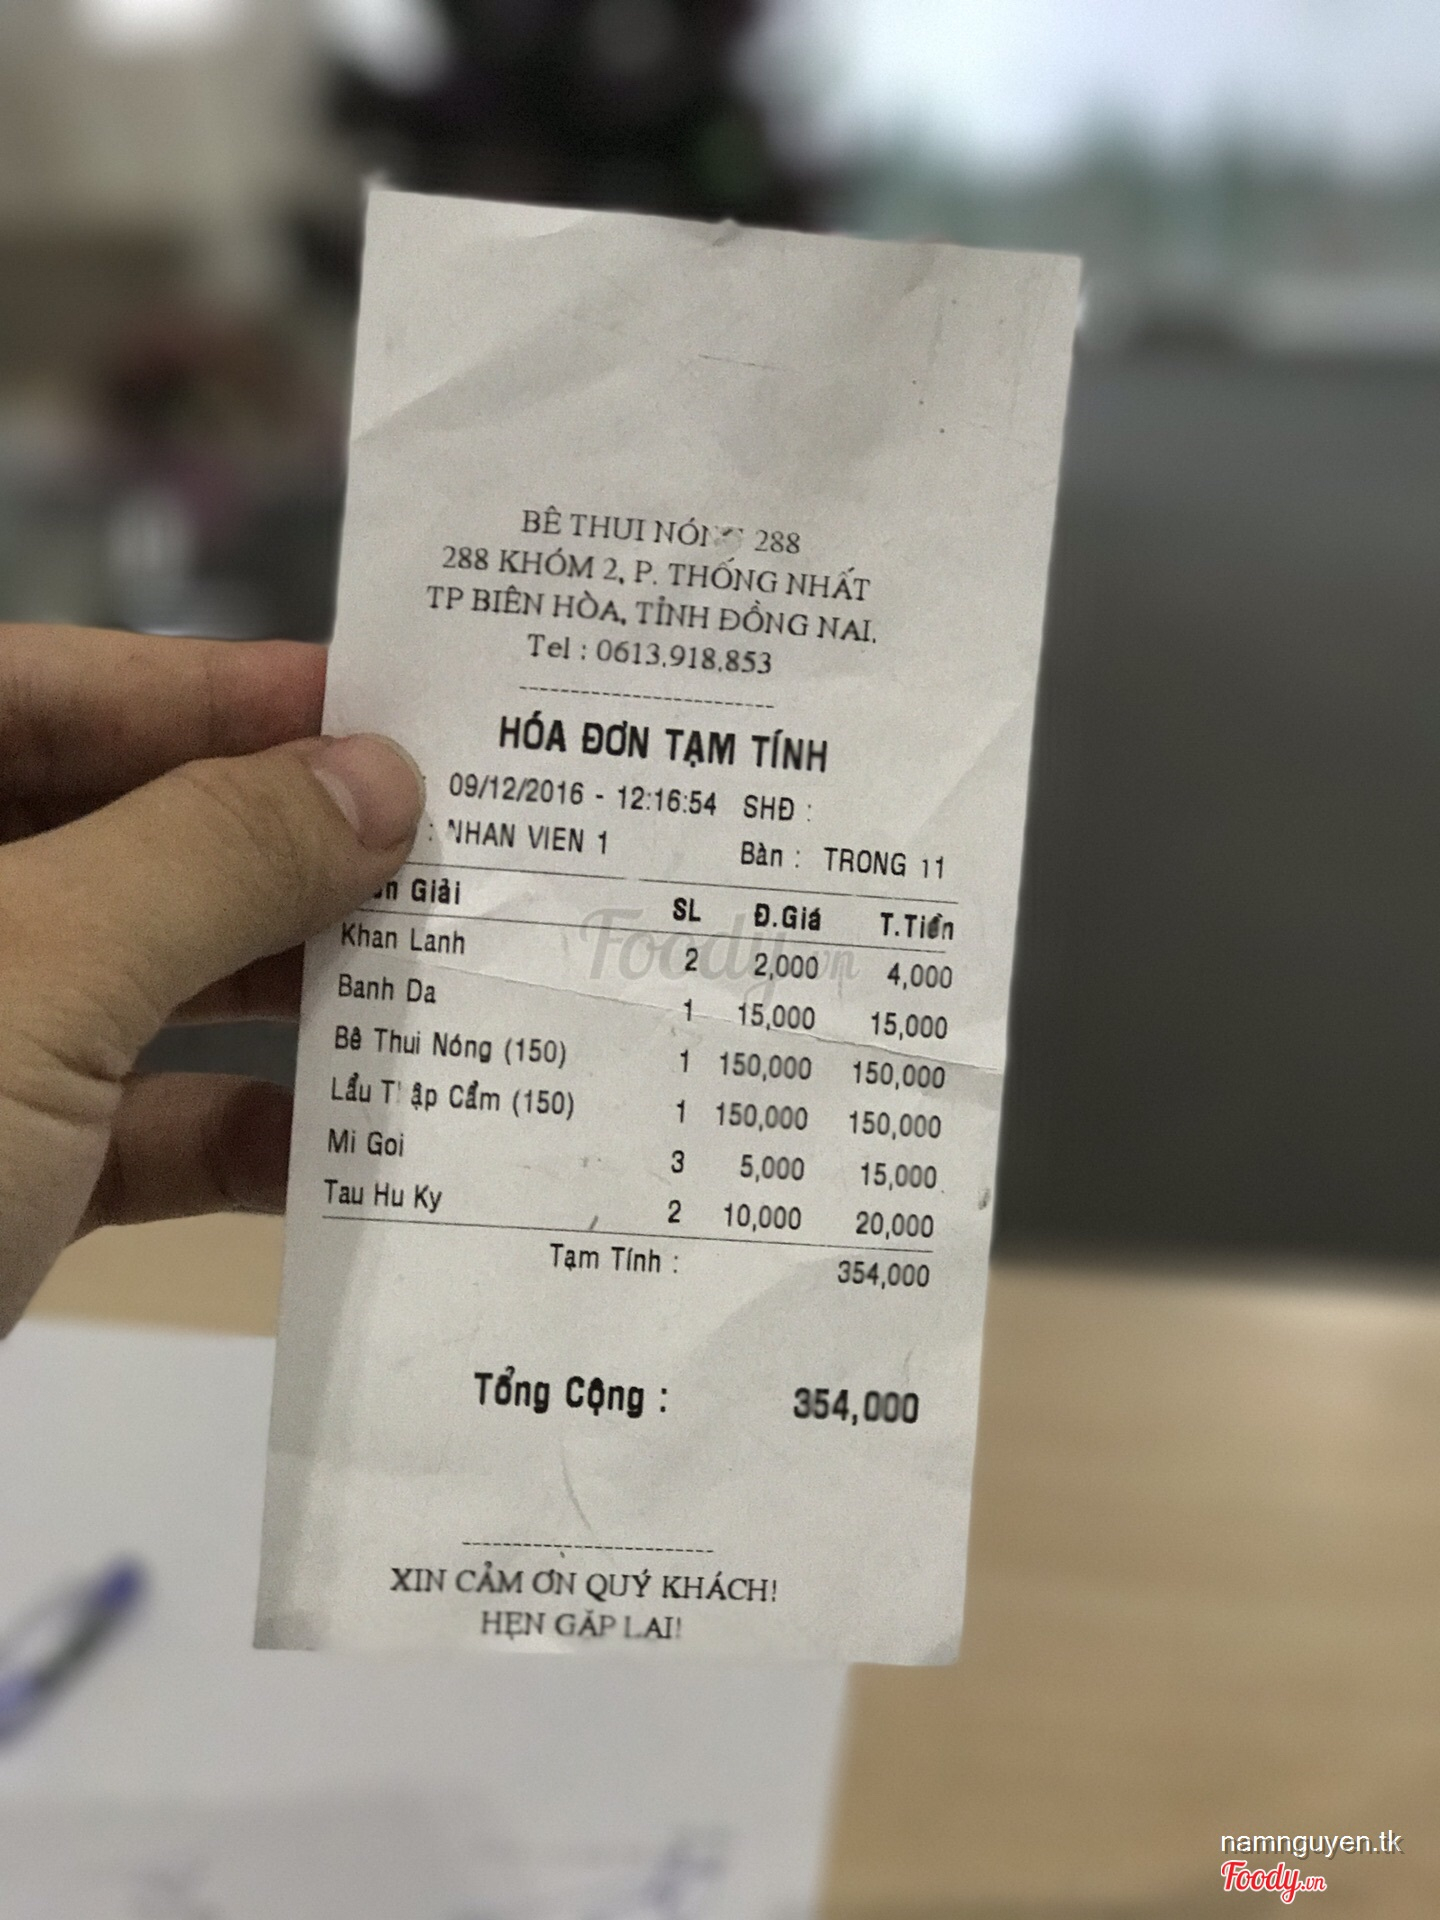 BÊ THUI NÓNG 288
288 KHÓM 2, P. THỐNG NHẤT
TP BIÊN HÒA, TỈNH ĐỒNG NAI.
Tel : 0613.918.853
HÓA ĐƠN TẠM TÍNH
09/12/2016 - 12:16:54 SHĐ :
: NHAN VIEN 1 Bàn : TRONG 11
Giải SL Đ.Giá T.Tiền
Khan Lanh 2 2,000 4,000
Banh Da 1 15,000 15,000
Bê Thui Nóng (150) 1 150,000 150,000
Lẩu Thập Cẩm (150) 1 150,000 150,000
Mi Goi 3 5,000 15,000
Tau Hu Ky 2 10,000 20,000
Tạm Tính : 354,000
Tổng Cộng : 354,000
XIN CẢM ƠN QUÝ KHÁCH!
HẸN GẶP LẠI!
Foody.vn
namnguyen.tk
Foody.vn